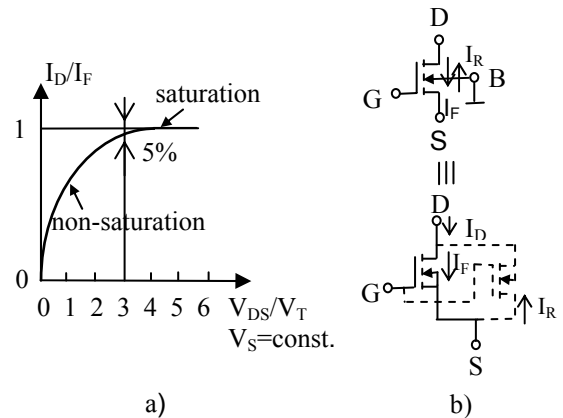 I_D/I_F
saturation
1
5%
non-saturation
0
0 1 2 3 4 5 6
V_DS/V_T
V_S=const.
a)
D
I_R
B
G
I_F
S
D
I_D
I_F
G
I_R
S
b)